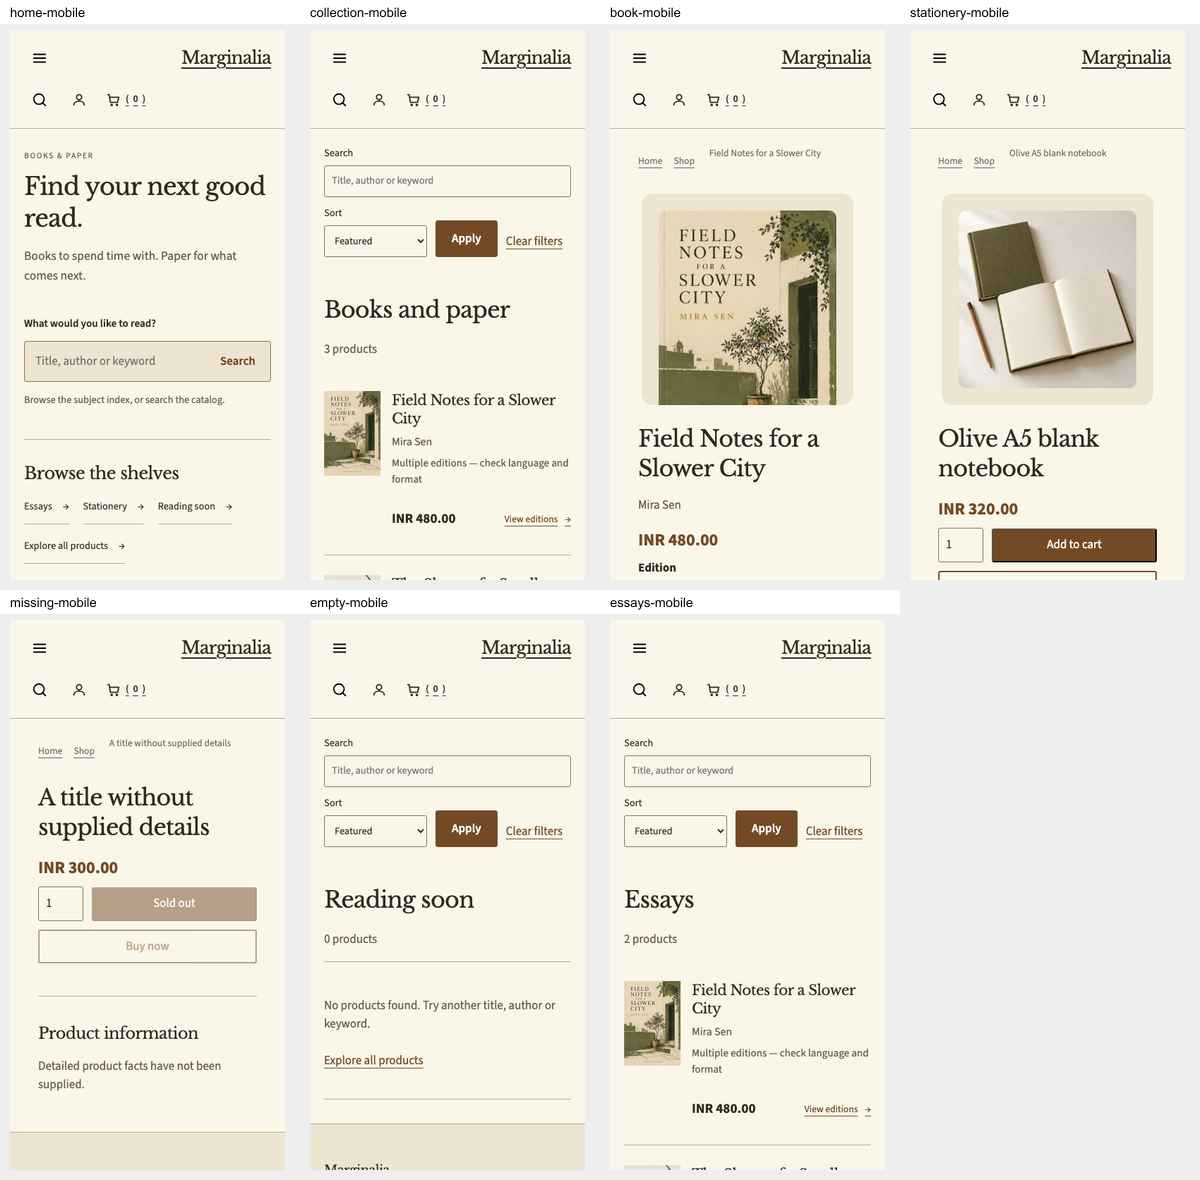 home-mobile
Marginalia
( 0 )
BOOKS & PAPER
Find your next good
read.
Books to spend time with. Paper for what
comes next.
What would you like to read?
Title, author or keyword
Search
Browse the subject index, or search the catalog.
Browse the shelves
Essays →
Stationery →
Reading soon →
Explore all products →
collection-mobile
Marginalia
( 0 )
Search
Title, author or keyword
Sort
Featured
Apply
Clear filters
Books and paper
3 products
FIELD
NOTES
FOR A
SLOWER
CITY
Field Notes for a Slower
City
Mira Sen
Multiple editions — check language and
format
INR 480.00
View editions →
book-mobile
Marginalia
( 0 )
Home
Shop
Field Notes for a Slower City
FIELD
NOTES
FOR A
SLOWER
CITY
MIRA SEN
Field Notes for a
Slower City
Mira Sen
INR 480.00
Edition
stationery-mobile
Marginalia
( 0 )
Home
Shop
Olive A5 blank notebook
Olive A5 blank
notebook
INR 320.00
1
Add to cart
missing-mobile
Marginalia
( 0 )
Home
Shop
A title without supplied details
A title without
supplied details
INR 300.00
1
Sold out
Buy now
Product information
Detailed product facts have not been
supplied.
empty-mobile
Marginalia
( 0 )
Search
Title, author or keyword
Sort
Featured
Apply
Clear filters
Reading soon
0 products
No products found. Try another title, author or
keyword.
Explore all products
essays-mobile
Marginalia
( 0 )
Search
Title, author or keyword
Sort
Featured
Apply
Clear filters
Essays
2 products
FIELD
NOTES
FOR A
SLOWER
CITY
Field Notes for a Slower
City
Mira Sen
Multiple editions — check language and
format
INR 480.00
View editions →